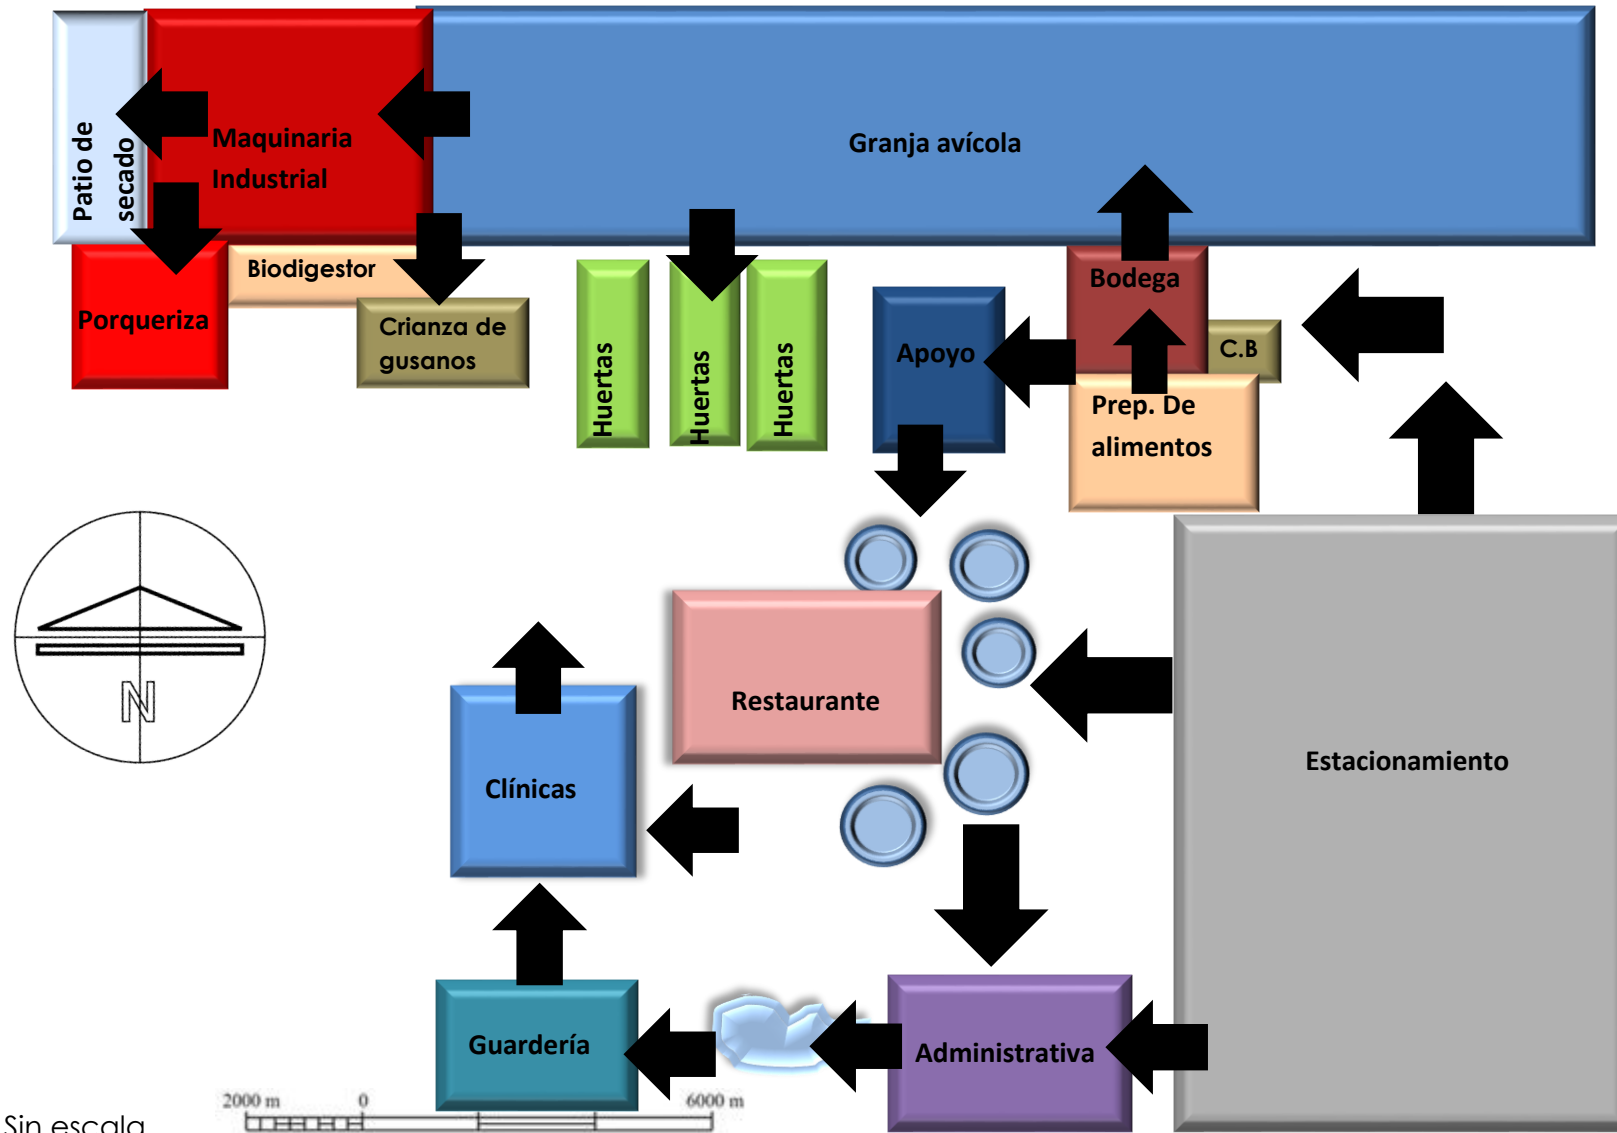 Patio de
secado
Maquinaria
Industrial
Granja avícola
Porqueriza
Biodigestor
Crianza de
gusanos
Huertas
Huertas
Huertas
Apoyo
Bodega
C.B
Prep. De
alimentos
N
Restaurante
Clínicas
Estacionamiento
Guardería
Administrativa
2000 m 0 6000 m
Sin escala